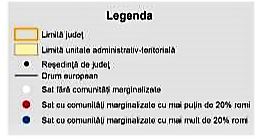 Legenda
Limită județ
Limită unitate administrativ-teritorială
Reședință de județ
Drum european
Sat fără comunități marginalizate
Sat cu comunități marginalizate cu mai puțin de 20% romi
Sat cu comunități marginalizate cu mai mult de 20% romi